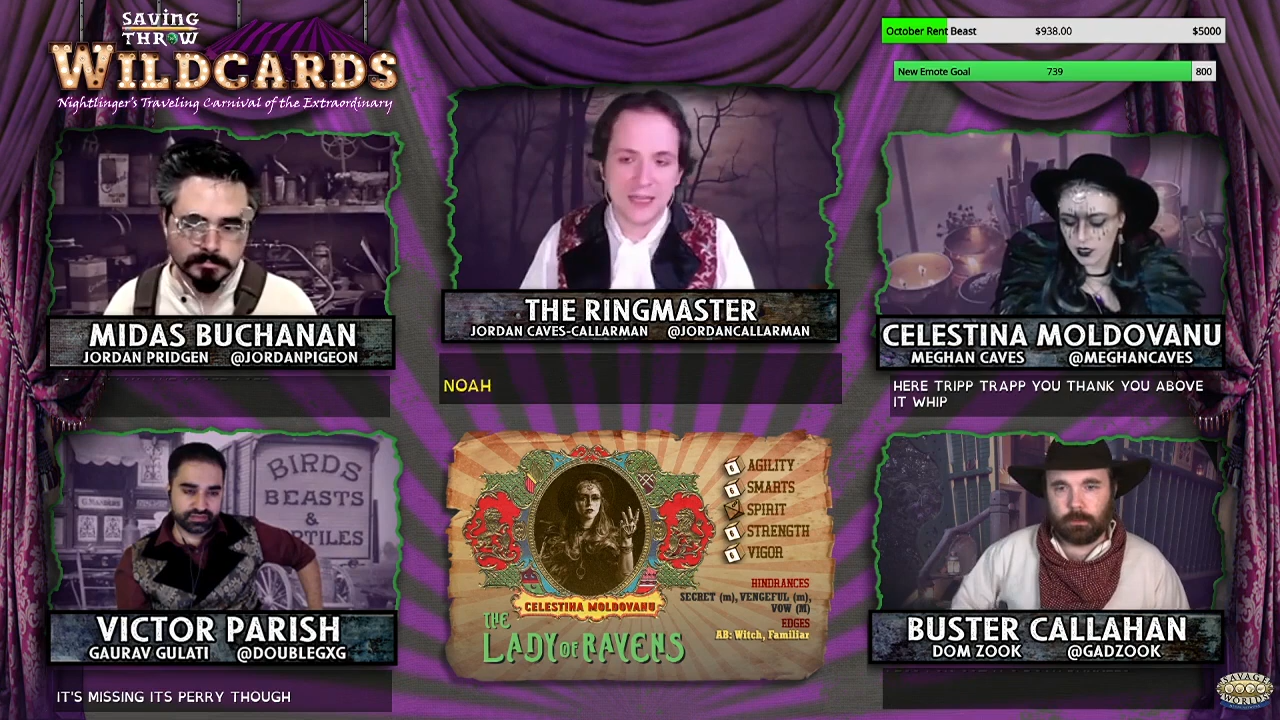 SAVING
THROW
WILDCARDS
Nightlinger's Traveling Carnival of the Extraordinary
October Rent Beast $938.00 $5000
New Emote Goal 739 800
MIDAS BUCHANAN
JORDAN PRIDGEN @JORDANPIGEON
THE RINGMASTER
JORDAN CAVES-CALLARMAN @JORDANCALLARMAN
NOAH
CELESTINA MOLDOVANU
MEGHAN CAVES @MEGHANCAVES
HERE TRIPP TRAPP YOU THANK YOU ABOVE
IT WHIP
BIRDS
BEASTS
&
VICTOR PARISH
GAURAV GULATI @DOUBLEGXG
IT'S MISSING ITS PERRY THOUGH
AGILITY
SMARTS
SPIRIT
STRENGTH
VIGOR
HINDRANCES
SECRET (m), VENGEFUL (m),
VOW (M)
EDGES
AB: Witch, Familiar
CELESTINA MOLDOVANU
THE
LADY OF RAVENS
BUSTER CALLAHAN
DOM ZOOK @GADZOOK
SAVAGE
WORLDS